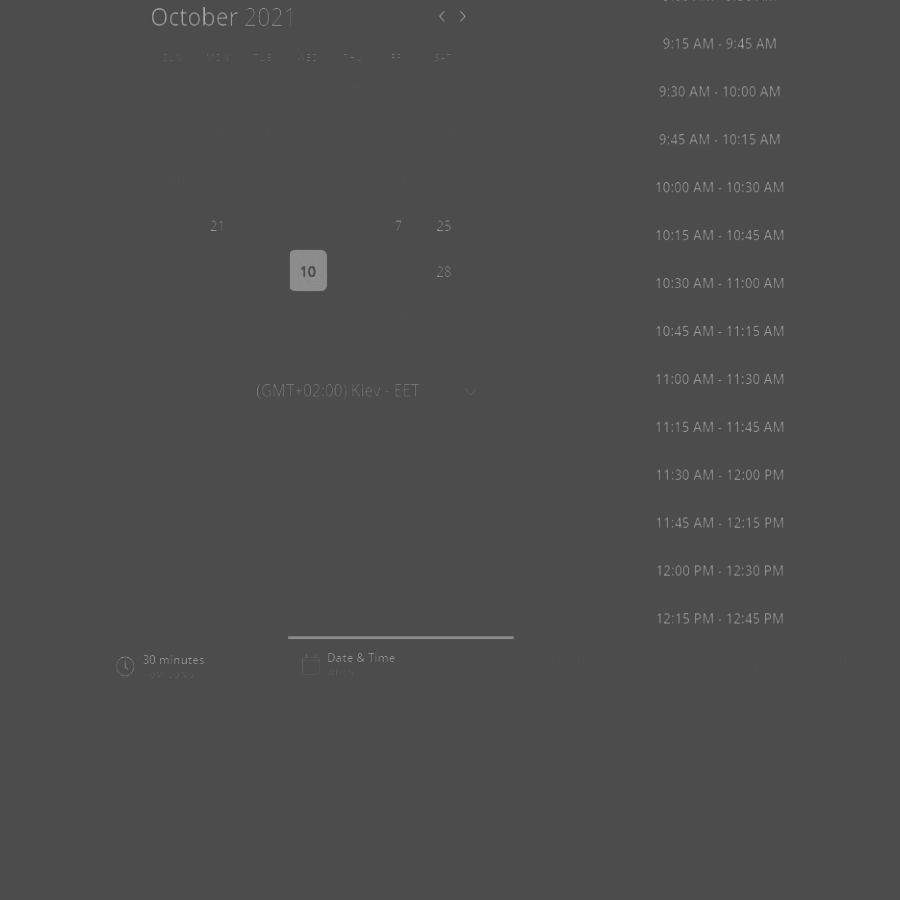 October 2021
SUN MON TUE WED THU FRI SAT
21 7 25
10 28
(GMT+02:00) Kiev - EET
9:15 AM - 9:45 AM
9:30 AM - 10:00 AM
9:45 AM - 10:15 AM
10:00 AM - 10:30 AM
10:15 AM - 10:45 AM
10:30 AM - 11:00 AM
10:45 AM - 11:15 AM
11:00 AM - 11:30 AM
11:15 AM - 11:45 AM
11:30 AM - 12:00 PM
11:45 AM - 12:15 PM
12:00 PM - 12:30 PM
12:15 PM - 12:45 PM
30 minutes
Date & Time